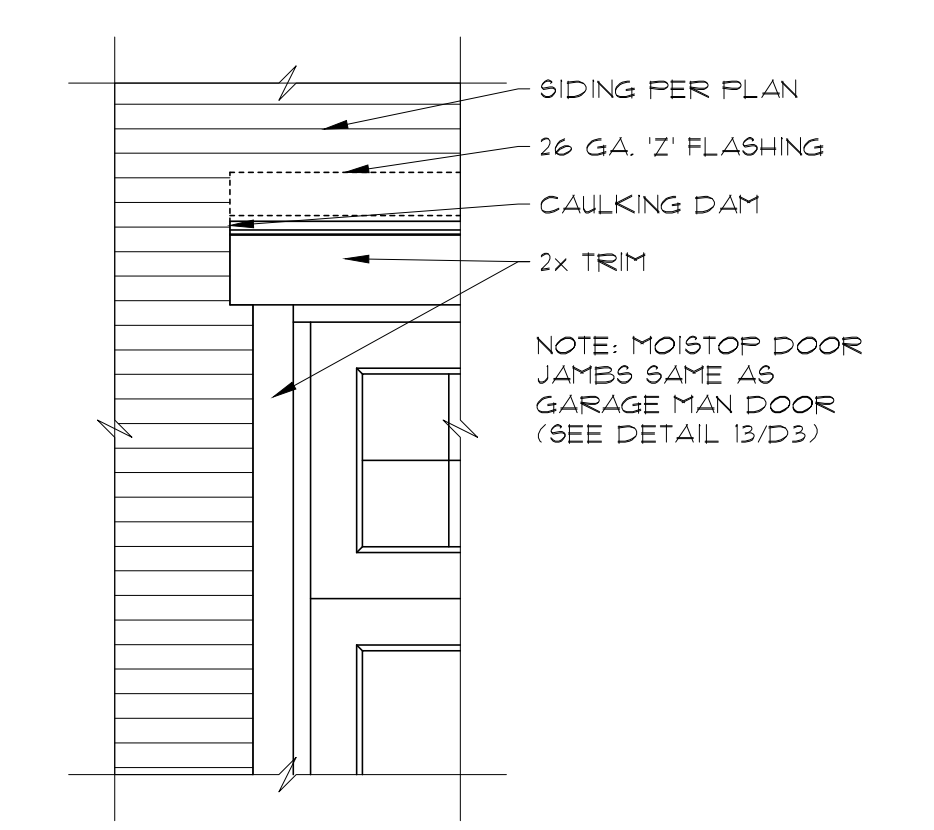 SIDING PER PLAN
26 GA. 'Z' FLASHING
CAULKING DAM
2x TRIM
NOTE: MOISTOP DOOR
JAMBS SAME AS
GARAGE MAN DOOR
(SEE DETAIL 13/D3)